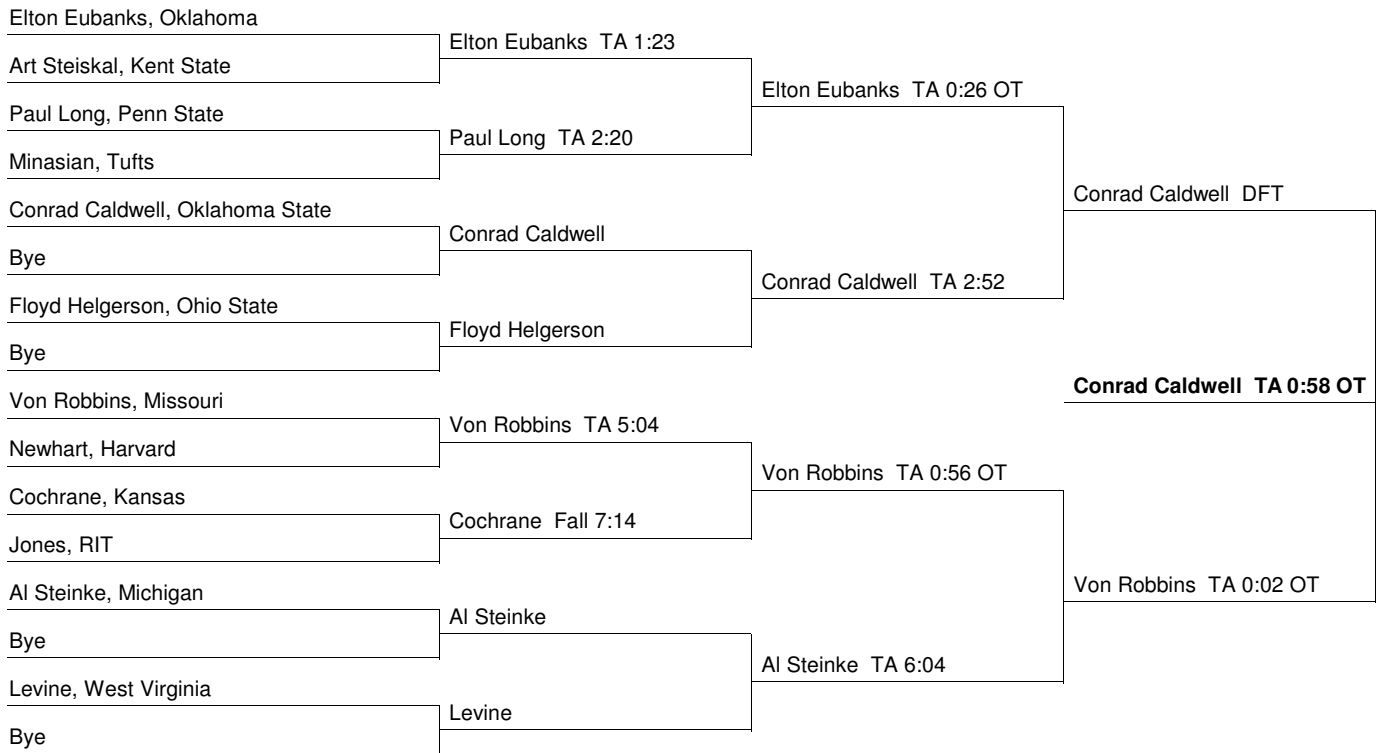 Elton Eubanks, Oklahoma
Art Steiskal, Kent State
Paul Long, Penn State
Minasian, Tufts
Conrad Caldwell, Oklahoma State
Bye
Floyd Helgerson, Ohio State
Bye
Von Robbins, Missouri
Newhart, Harvard
Cochrane, Kansas
Jones, RIT
Al Steinke, Michigan
Bye
Levine, West Virginia
Bye
Elton Eubanks TA 1:23
Paul Long TA 2:20
Conrad Caldwell
Floyd Helgerson
Von Robbins TA 5:04
Cochrane Fall 7:14
Al Steinke
Levine
Elton Eubanks TA 0:26 OT
Conrad Caldwell TA 2:52
Von Robbins TA 0:56 OT
Al Steinke TA 6:04
Conrad Caldwell DFT
Von Robbins TA 0:02 OT
Conrad Caldwell TA 0:58 OT